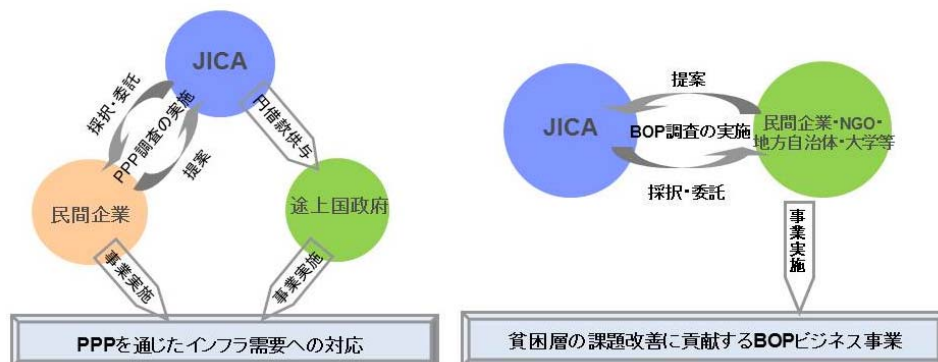 JICA
採択・委託
PPP調査の実施
提案
円借款供与
民間企業
途上国政府
事業実施
事業実施
PPPを通じたインフラ需要への対応
JICA
提案
BOP調査の実施
採択・委託
民間企業・NGO・
地方自治体・大学等
事業実施
貧困層の課題改善に貢献するBOPビジネス事業